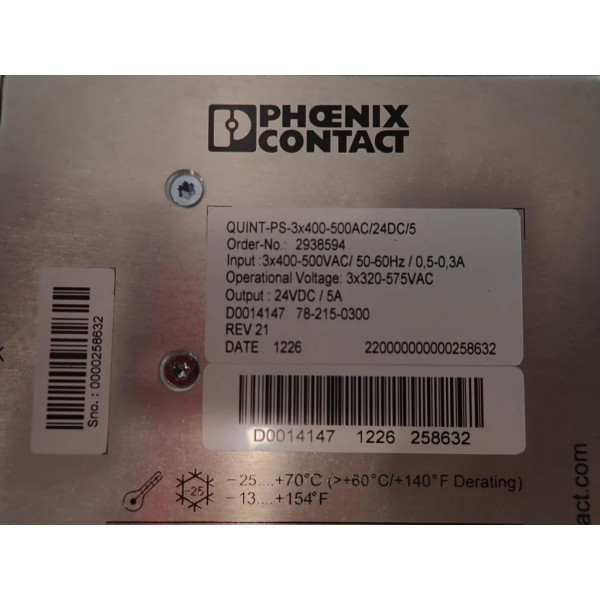 PHŒNIX
CONTACT
QUINT-PS-3x400-500AC/24DC/5
Order-No.: 2938594
Input :3x400-500VAC/ 50-60Hz / 0,5-0,3A
Operational Voltage: 3x320-575VAC
Output : 24VDC / 5A
D0014147 78-215-0300
REV 21
DATE 1226 220000000000258632
D0014147 1226 258632
Sno.: 0000258632
-25
-25....+70°C (>+60°C/+140°F Derating)
-13....+154°F
act.com